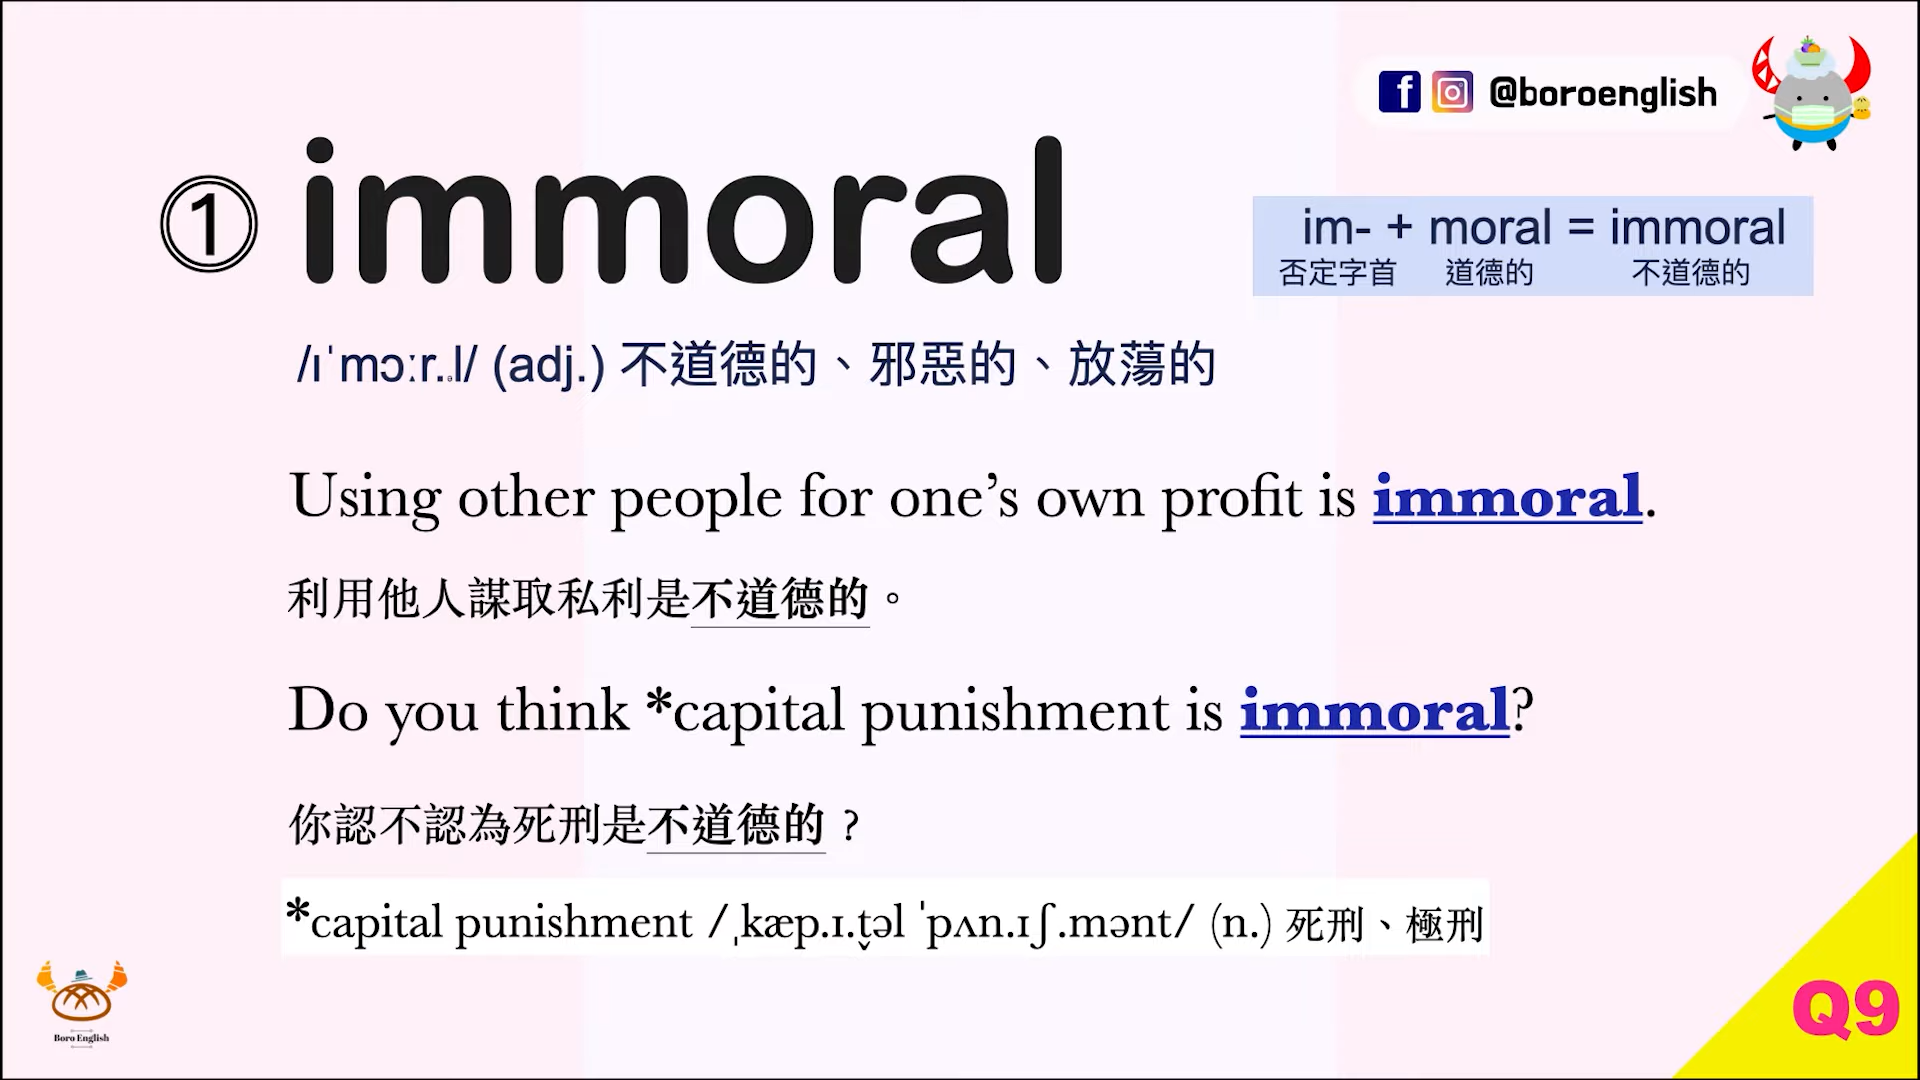 @boroenglish
① immoral
im- + moral = immoral
否定字首 道德的 不道德的
/ɪˈmɔːr.əl/ (adj.) 不道德的、邪惡的、放蕩的
Using other people for one’s own profit is immoral.
利用他人謀取私利是不道德的。
Do you think *capital punishment is immoral?
你認不認為死刑是不道德的？
*capital punishment /ˌkæp.ɪ.t̬əl ˈpʌn.ɪʃ.mənt/ (n.) 死刑、極刑
Boro English
Q9